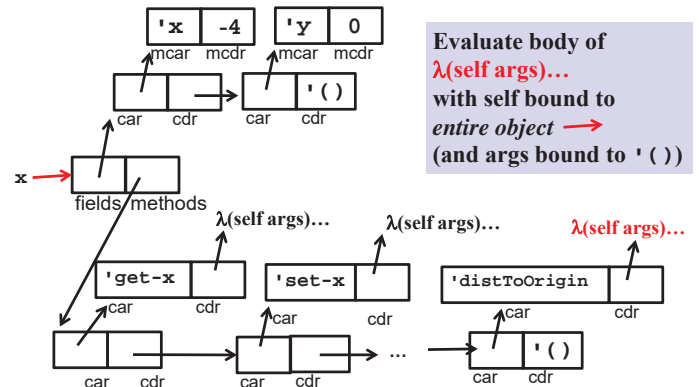 'x -4 'y 0
mcar mcdr mcar mcdr
'()
car cdr car cdr
x
fields methods
Evaluate body of
λ(self args)…
with self bound to
entire object
(and args bound to '())
λ(self args)… λ(self args)… λ(self args)…
'get-x 'set-x 'distToOrigin
car cdr car cdr car cdr
...
'()
car cdr car cdr car cdr